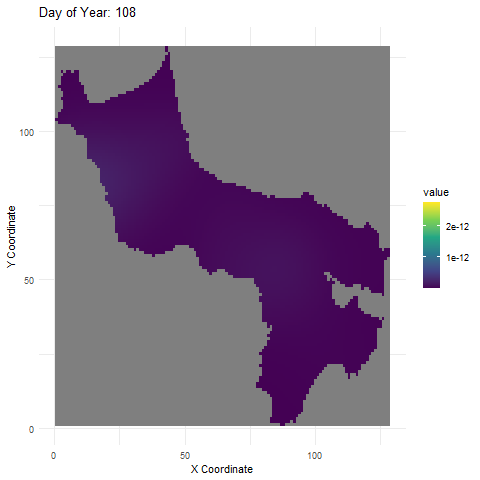 Day of Year: 108
Y Coordinate
100
50
0
0
50
100
X Coordinate
value
2e-12
1e-12